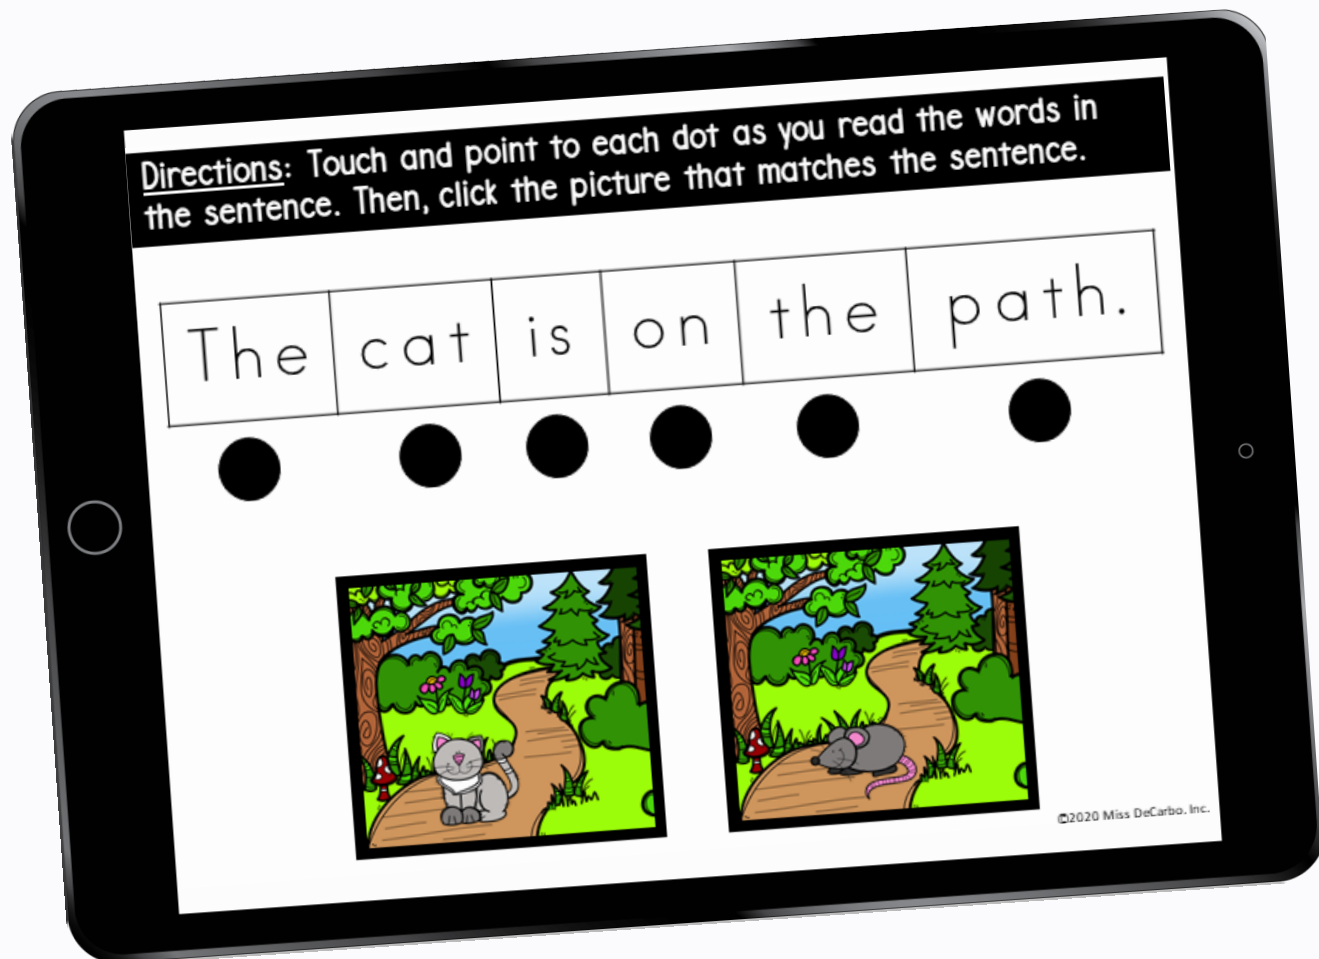 Directions: Touch and point to each dot as you read the words in
the sentence. Then, click the picture that matches the sentence.
The cat is on the path.
©2020 Miss DeCarbo, Inc.